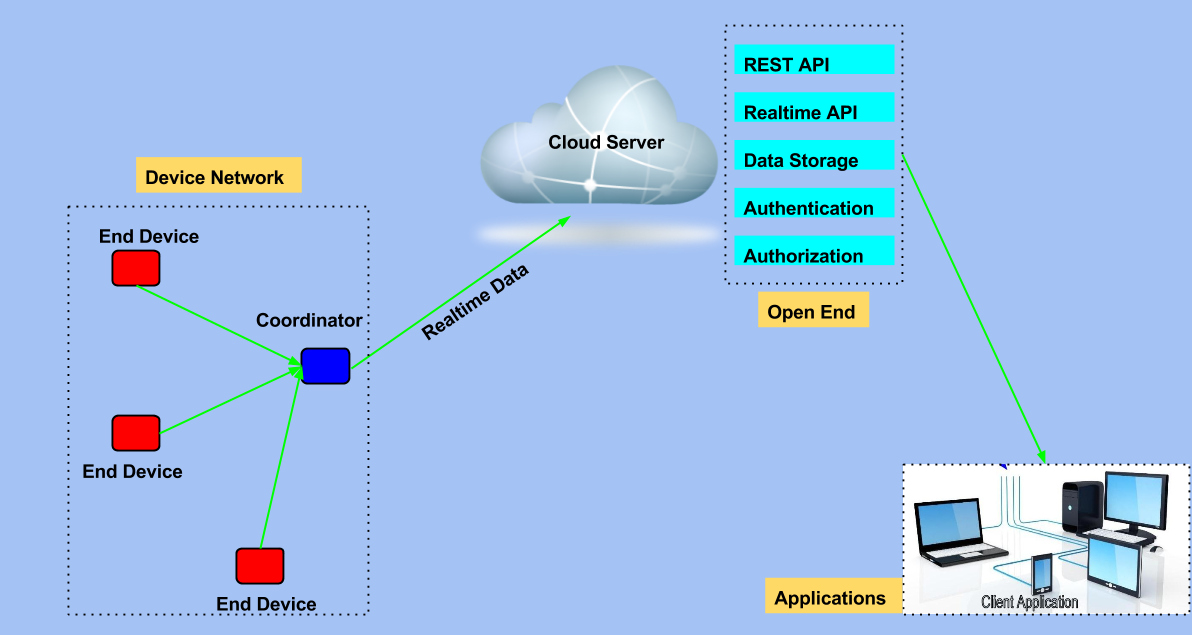 REST API
Realtime API
Cloud Server
Data Storage
Device Network
Authentication
End Device
Authorization
Realtime Data
Open End
Coordinator
End Device
End Device
Applications
Client Application